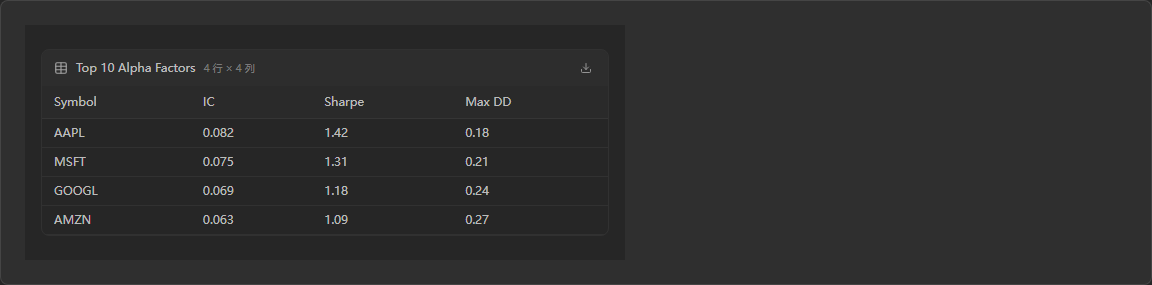 Top 10 Alpha Factors 4 行 × 4 列
Symbol IC Sharpe Max DD
AAPL 0.082 1.42 0.18
MSFT 0.075 1.31 0.21
GOOGL 0.069 1.18 0.24
AMZN 0.063 1.09 0.27